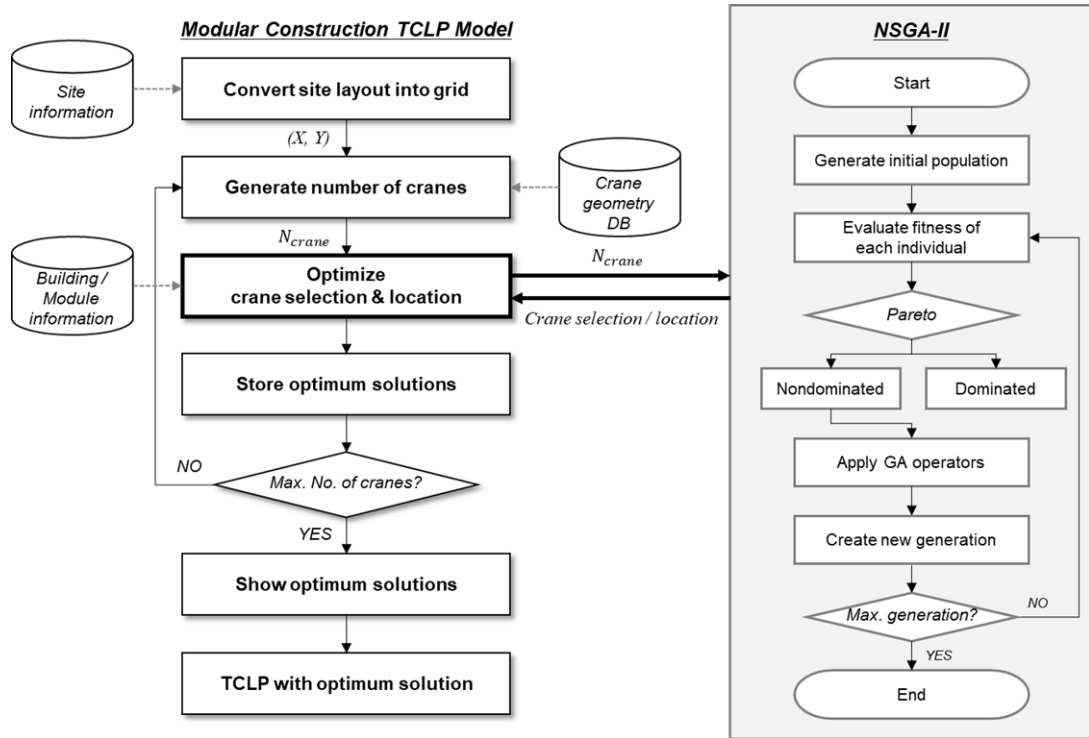 Modular Construction TCLP Model
Site
information
Convert site layout into grid
(X, Y)
Generate number of cranes
Crane
geometry
DB
N_crane
Building /
Module
information
Optimize
crane selection & location
N_crane
Crane selection / location
Store optimum solutions
NO
Max. No. of cranes?
YES
Show optimum solutions
TCLP with optimum solution
NSGA-II
Start
Generate initial population
Evaluate fitness of
each individual
Pareto
Nondominated
Dominated
Apply GA operators
Create new generation
Max. generation?
NO
YES
End